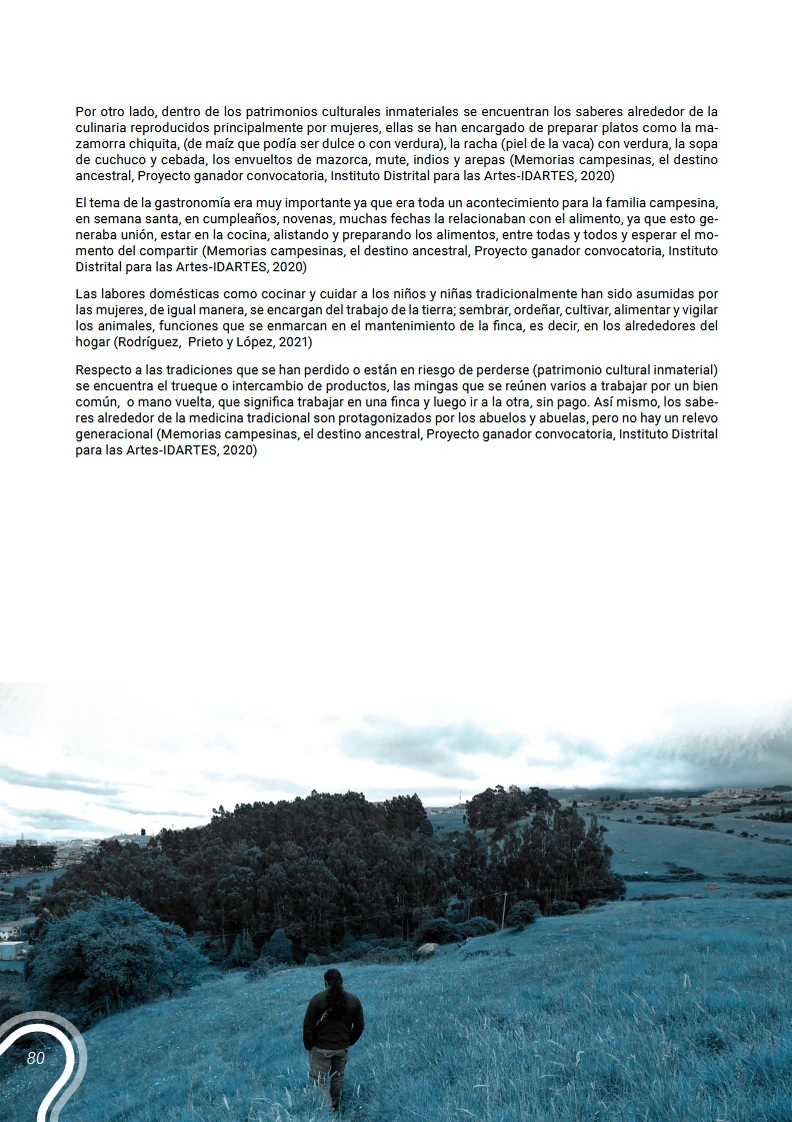 Por otro lado, dentro de los patrimonios culturales inmateriales se encuentran los saberes alrededor de la
culinaria reproducidos principalmente por mujeres, ellas se han encargado de preparar platos como la ma-
zamorra chiquita, (de maíz que podía ser dulce o con verdura), la racha (piel de la vaca) con verdura, la sopa
de cuchuco y cebada, los envueltos de mazorca, mute, indios y arepas (Memorias campesinas, el destino
ancestral, Proyecto ganador convocatoria, Instituto Distrital para las Artes-IDARTES, 2020)
El tema de la gastronomía era muy importante ya que era toda un acontecimiento para la familia campesina,
en semana santa, en cumpleaños, novenas, muchas fechas la relacionaban con el alimento, ya que esto ge-
neraba unión, estar en la cocina, alistando y preparando los alimentos, entre todas y todos y esperar el mo-
mento del compartir (Memorias campesinas, el destino ancestral, Proyecto ganador convocatoria, Instituto
Distrital para las Artes-IDARTES, 2020)
Las labores domésticas como cocinar y cuidar a los niños y niñas tradicionalmente han sido asumidas por
las mujeres, de igual manera, se encargan del trabajo de la tierra; sembrar, ordeñar, cultivar, alimentar y vigilar
los animales, funciones que se enmarcan en el mantenimiento de la finca, es decir, en los alrededores del
hogar (Rodríguez,  Prieto y López, 2021)
Respecto a las tradiciones que se han perdido o están en riesgo de perderse (patrimonio cultural inmaterial)
se encuentra el trueque o intercambio de productos, las mingas que se reúnen varios a trabajar por un bien
común,  o mano vuelta, que significa trabajar en una finca y luego ir a la otra, sin pago. Así mismo, los sabe-
res alrededor de la medicina tradicional son protagonizados por los abuelos y abuelas, pero no hay un relevo
generacional (Memorias campesinas, el destino ancestral, Proyecto ganador convocatoria, Instituto Distrital
para las Artes-IDARTES, 2020)
80